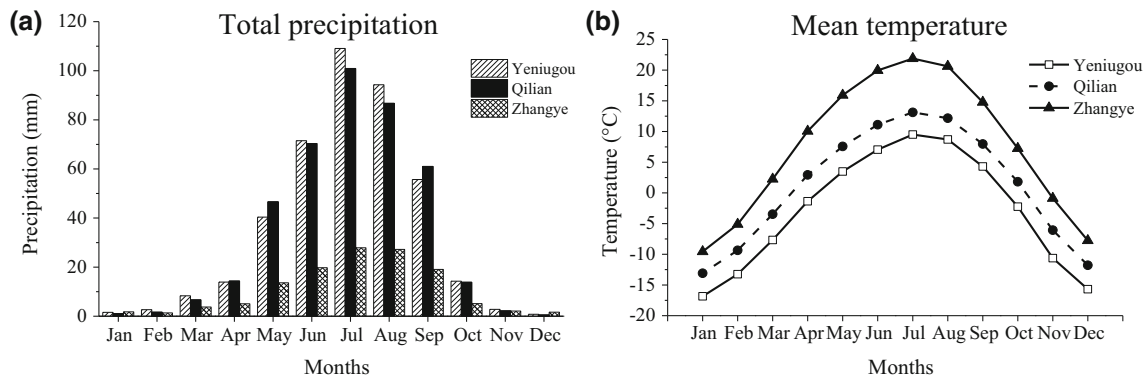 (a) Total precipitation
Precipitation (mm)
120
100
80
60
40
20
0
Yeniugou
Qilian
Zhangye
Jan Feb Mar Apr May Jun Jul Aug Sep Oct Nov Dec
Months
(b) Mean temperature
Temperature (°C)
25
20
15
10
5
0
-5
-10
-15
-20
Yeniugou
Qilian
Zhangye
Jan Feb Mar Apr May Jun Jul Aug Sep Oct Nov Dec
Months